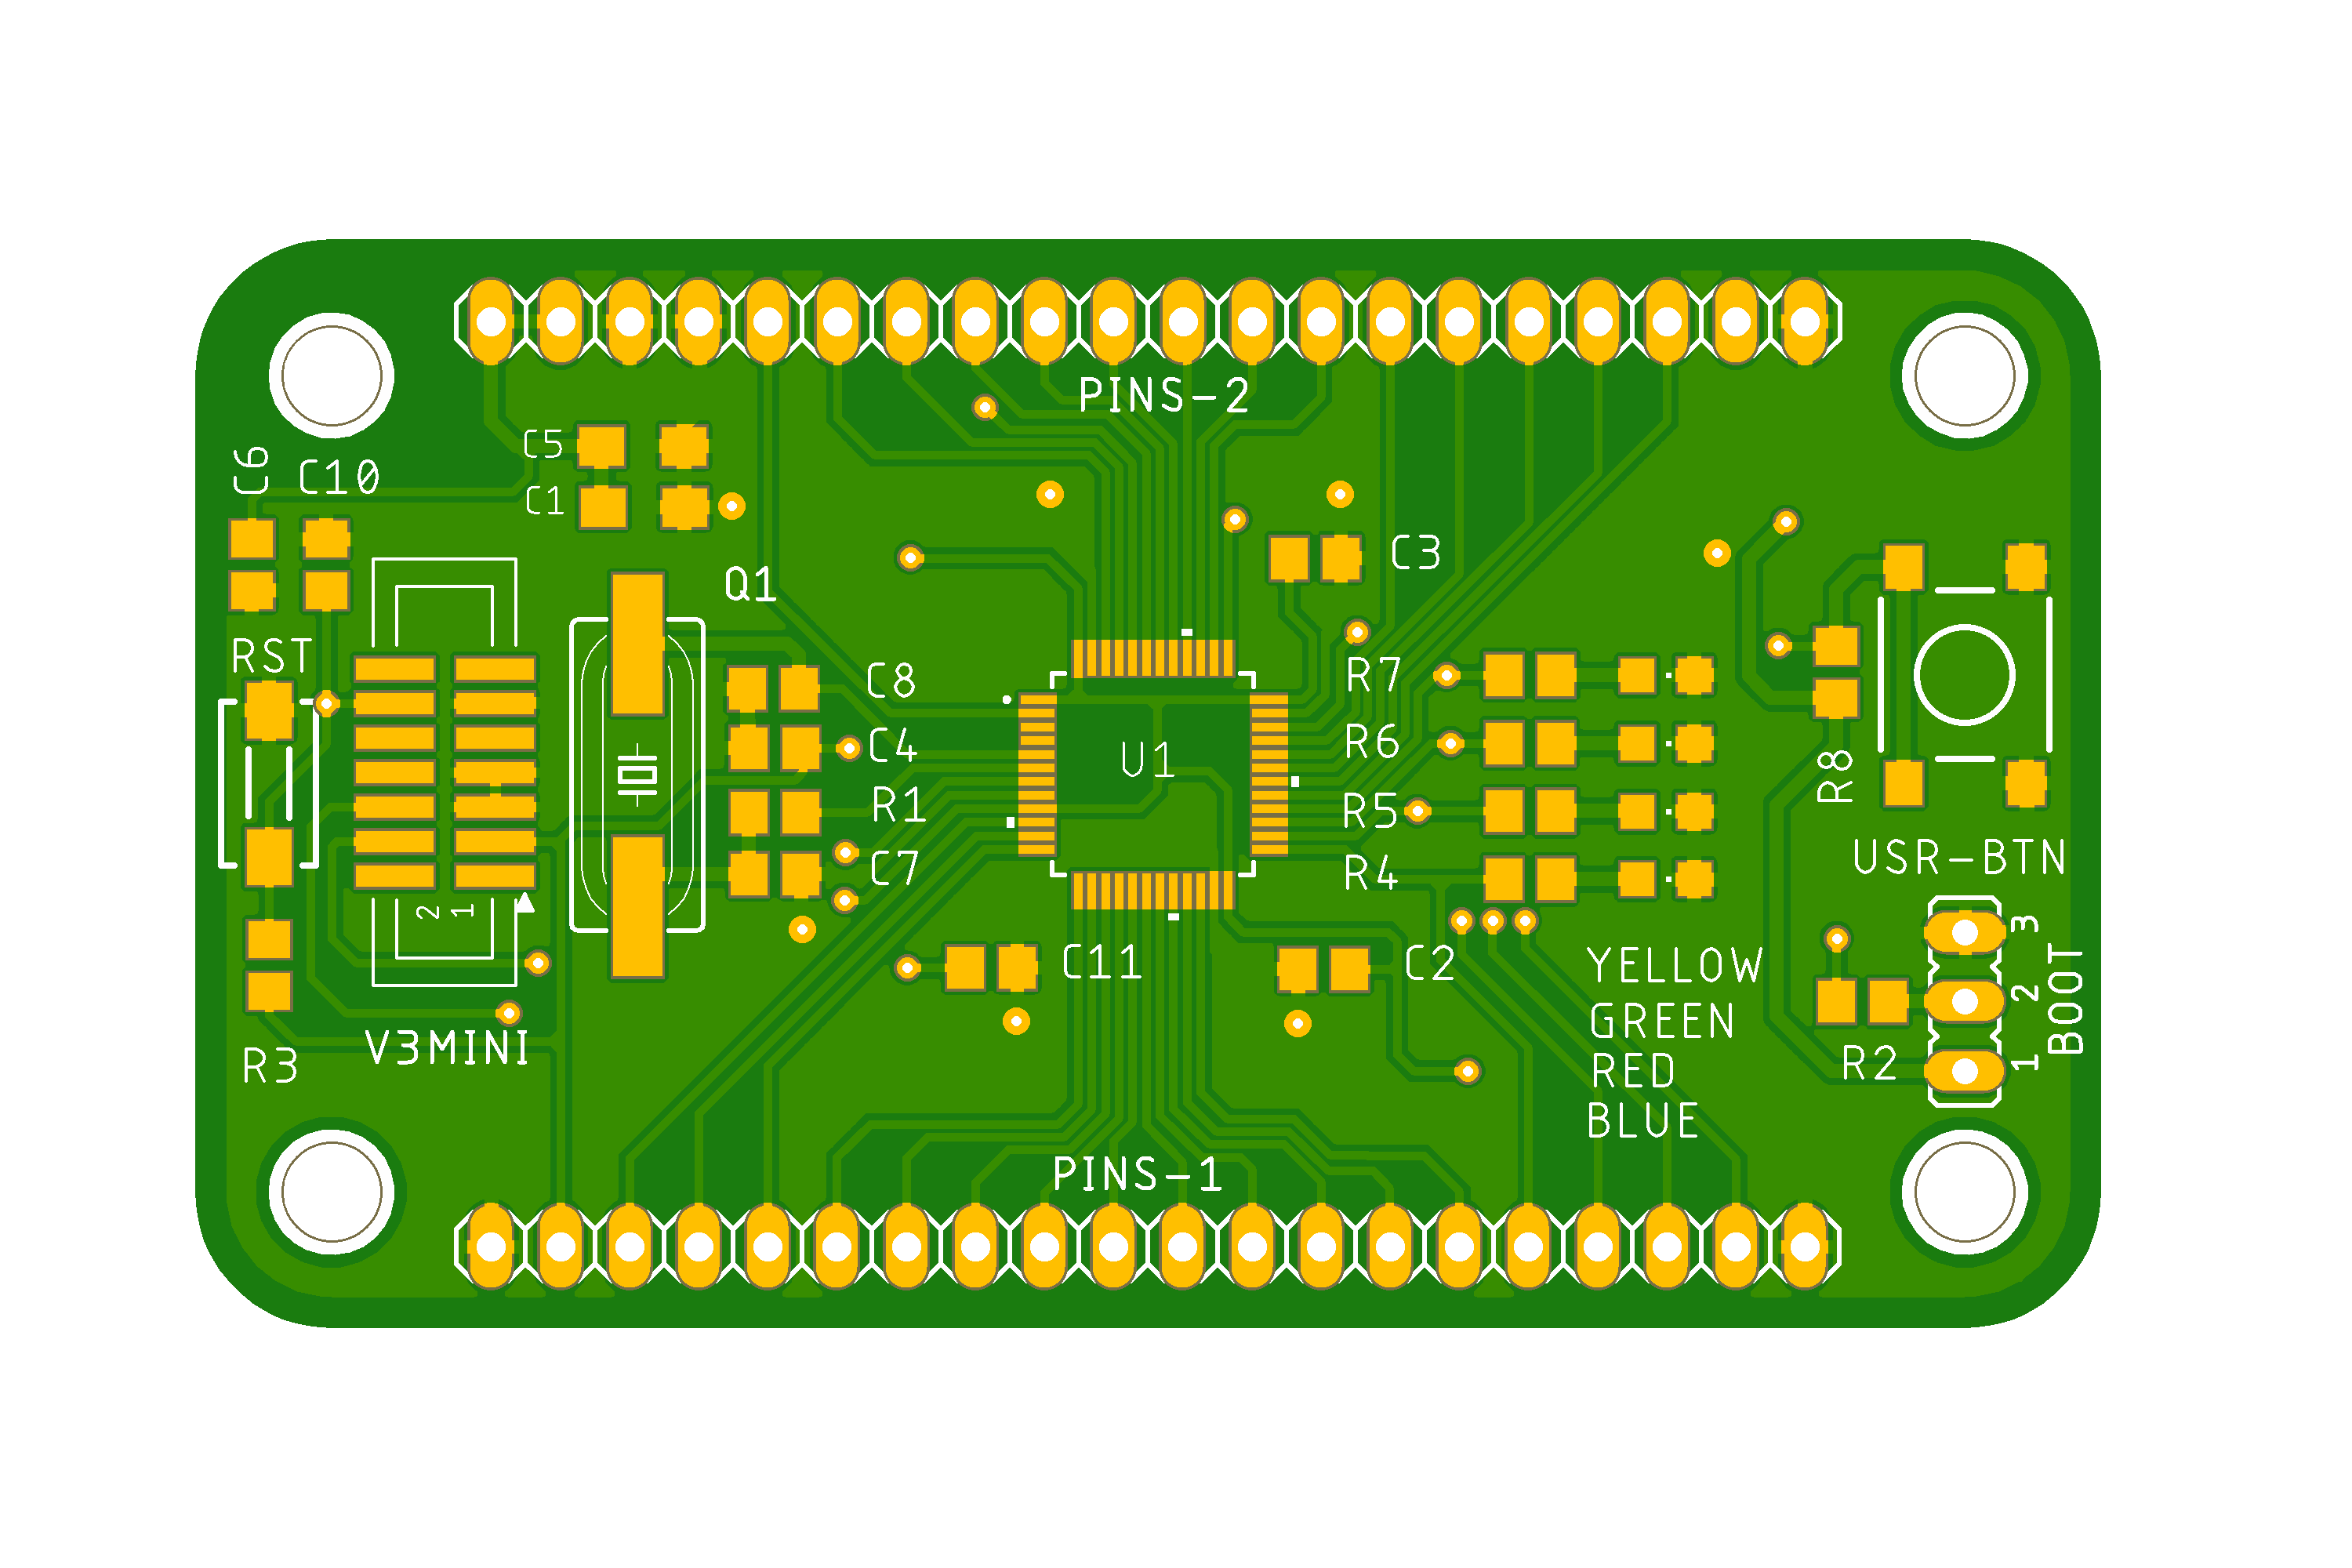 PINS-2
C5
C6
C10
C1
C3
Q1
RST
C8
R7
C4
U1
R6
R1
R5
R8
C7
R4
USR-BTN
2 1
3
C11
C2
YELLOW
2
BOOT
GREEN
V3MINI
R3
RED
R2
1
BLUE
PINS-1